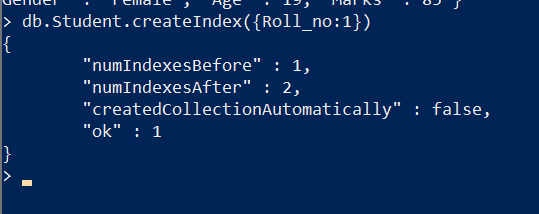 Gender : "Female", "Age" : 19, "Marks" : 85 }
> db.Student.createIndex({Roll_no:1})
{
"numIndexesBefore" : 1,
"numIndexesAfter" : 2,
"createdCollectionAutomatically" : false,
"ok" : 1
}
>